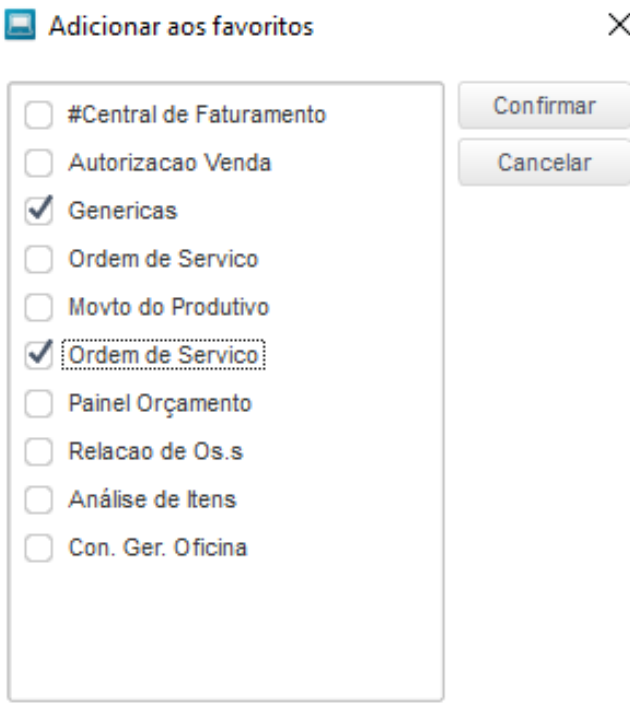 Adicionar aos favoritos
#Central de Faturamento
Confirmar
Autorizacao Venda
Cancelar
Genericas
Ordem de Servico
Movto do Produtivo
Ordem de Servico
Painel Orçamento
Relacao de Os.s
Análise de Itens
Con. Ger. Oficina